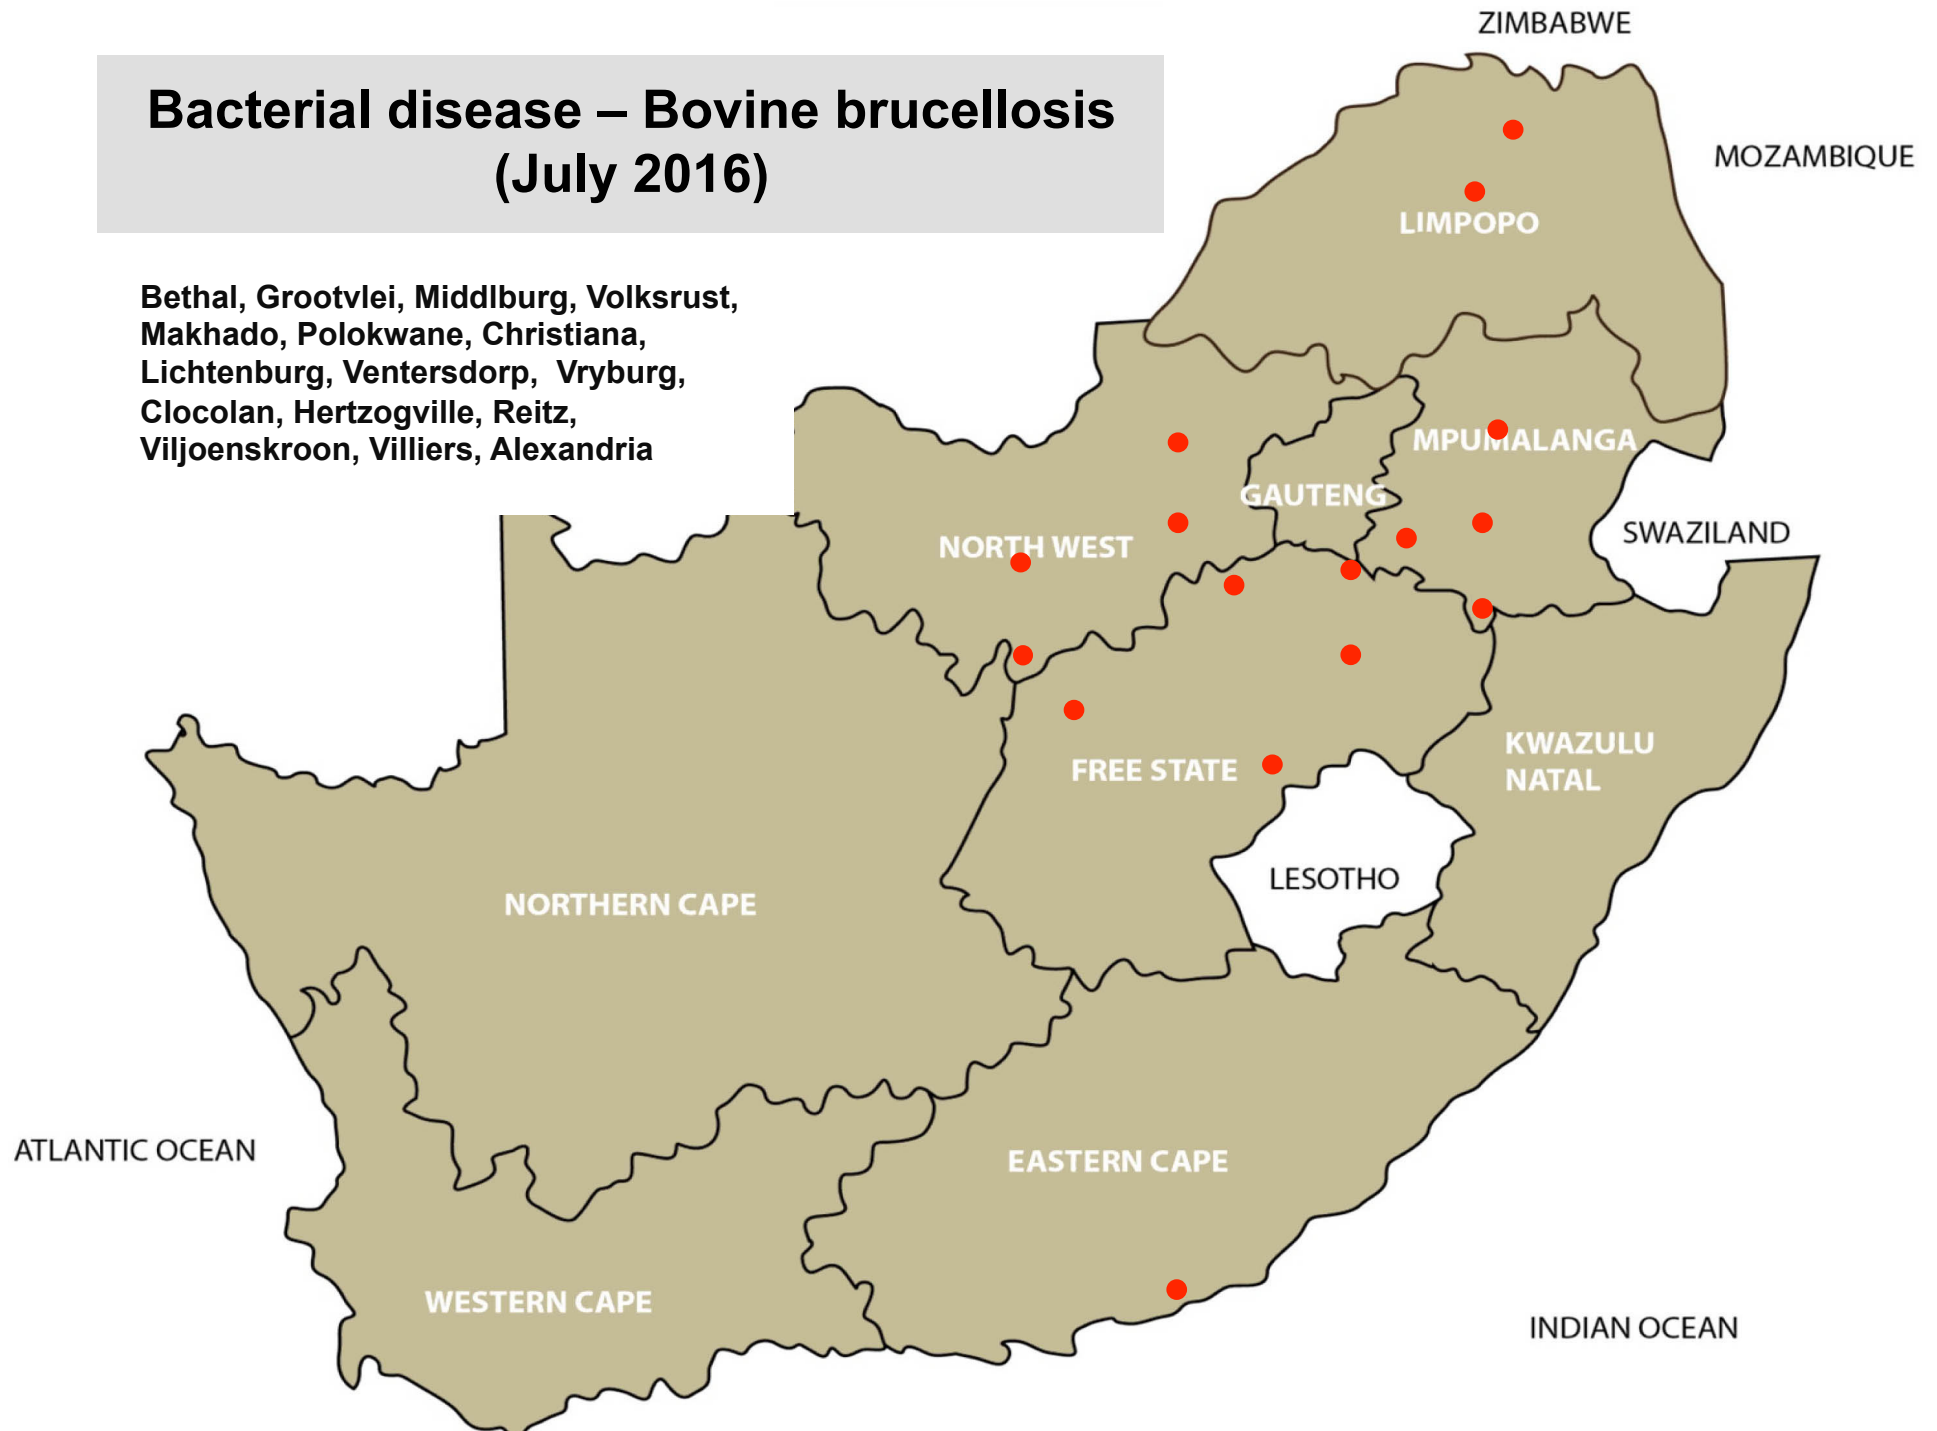 ZIMBABWE
Bacterial disease – Bovine brucellosis
(July 2016)
MOZAMBIQUE
LIMPOPO
Bethal, Grootvlei, Middlburg, Volksrust,
Makhado, Polokwane, Christiana,
Lichtenburg, Ventersdorp, Vryburg,
Clocolan, Hertzogville, Reitz,
Viljoenskroon, Villiers, Alexandria
MPUMALANGA
GAUTENG
SWAZILAND
NORTH WEST
KWAZULU
NATAL
FREE STATE
LESOTHO
NORTHERN CAPE
ATLANTIC OCEAN
EASTERN CAPE
WESTERN CAPE
INDIAN OCEAN